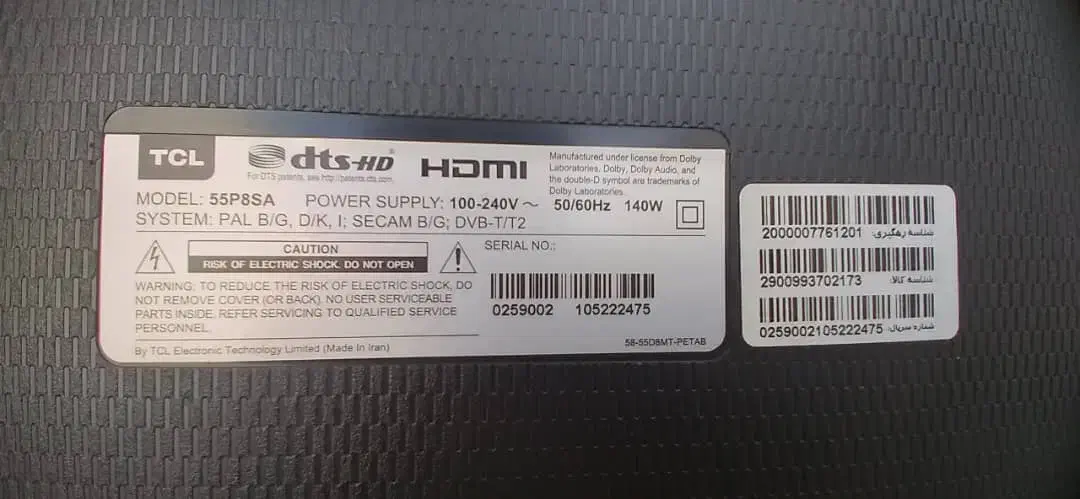 TCL
dts-HD
For DTS patents, see http://patents.dts.com.
HDMI
Manufactured under license from Dolby
Laboratories. Dolby, Dolby Audio, and
the double-D symbol are trademarks of
Dolby Laboratories.
MODEL: 55P8SA POWER SUPPLY: 100-240V ~ 50/60Hz 140W
SYSTEM: PAL B/G, D/K, I; SECAM B/G; DVB-T/T2
CAUTION
RISK OF ELECTRIC SHOCK. DO NOT OPEN
WARNING: TO REDUCE THE RISK OF ELECTRIC SHOCK, DO
NOT REMOVE COVER (OR BACK). NO USER SERVICEABLE
PARTS INSIDE. REFER SERVICING TO QUALIFIED SERVICE
PERSONNEL.
By TCL Electronic Technology Limited (Made In Iran)
SERIAL NO.:
0259002 105222475
58-55D8MT-PETAB
شناسه رهگیری: 2000007761201
شناسه کالا: 2900993702173
شماره سریال: 0259002105222475